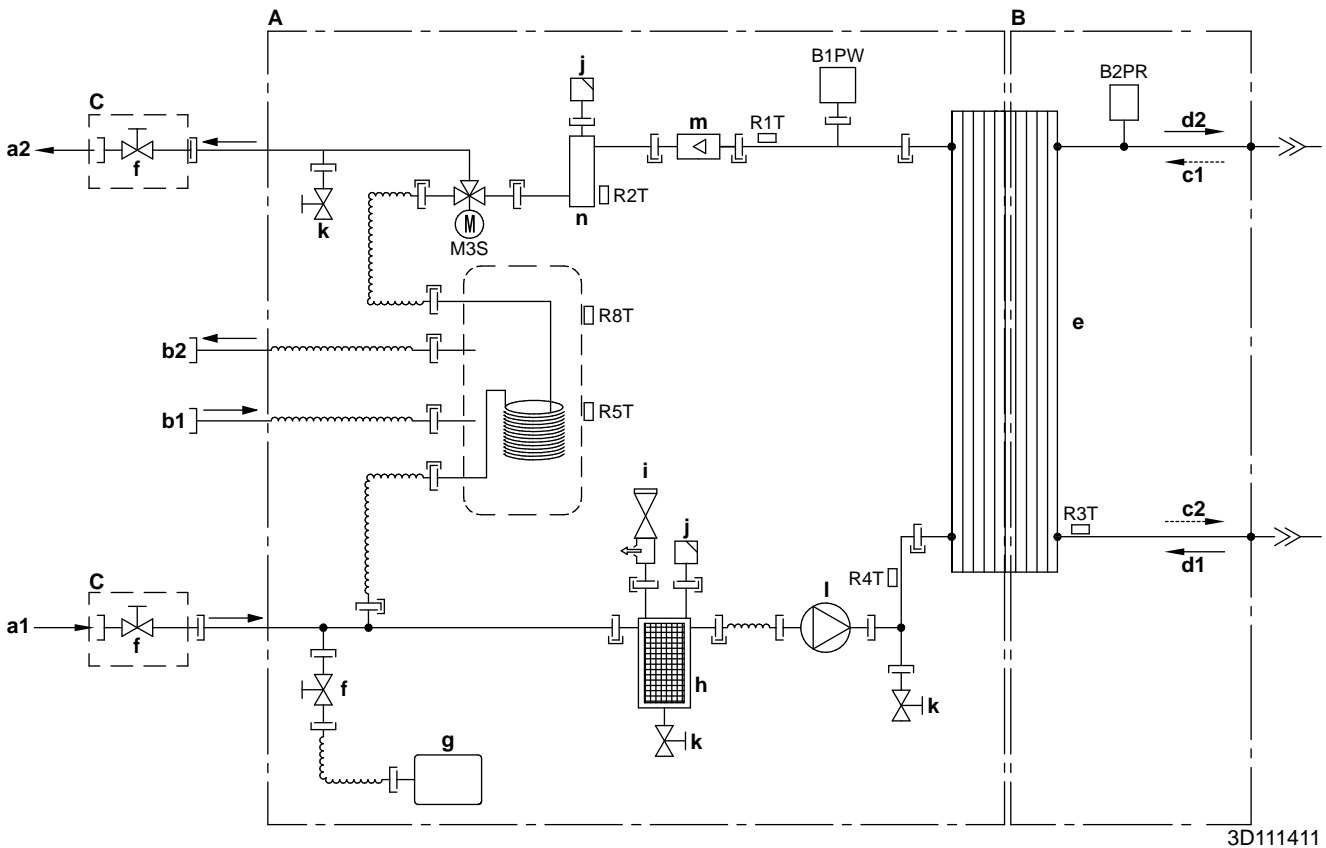 A
B
B1PW
j
B2PR
C
m
R1T
d2
a2
f
c1
k
M
M3S
n
R2T
R8T
e
b2
b1
R5T
i
j
R3T
c2
d1
C
R4T
l
a1
f
f
h
k
k
g
3D111411